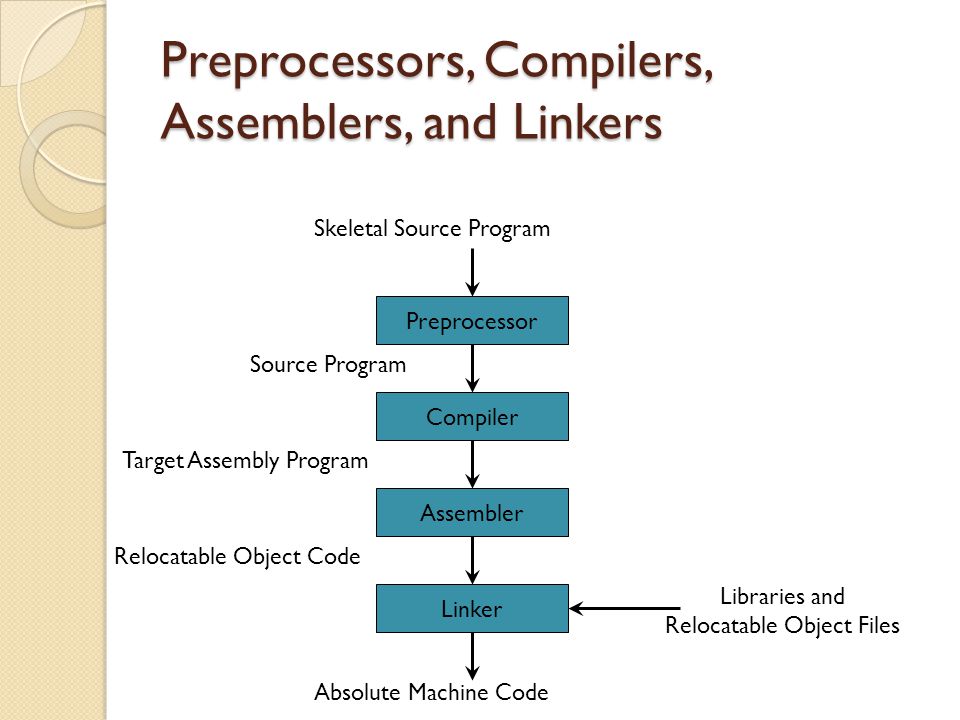 Preprocessors, Compilers,
Assemblers, and Linkers
Skeletal Source Program
Preprocessor
Source Program
Compiler
Target Assembly Program
Assembler
Relocatable Object Code
Linker
Libraries and
Relocatable Object Files
Absolute Machine Code